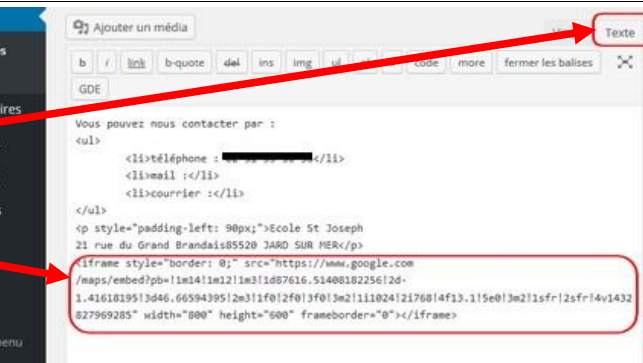 Ajouter un média
Texte
s
b i link b-quote del ins img ul code more fermer les balises
ires
GDE
Vous pouvez nous contacter par :
<ul>
<li>téléphone : </li>
<li>mail :</li>
<li>courrier :</li>
s
</ul>
<p style="padding-left: 90px;">Ecole St Joseph
21 rue du Grand Brandais85520 JARD SUR MER</p>
<iframe style="border: 0;" src="https://www.google.com
/maps/embed?pb=!1m14!1m12!1m3!1d87616.51408182256!2d-
1.41618195!3d46.66594395!2m3!1f0!2f0!3f0!3m2!1i1024!2i768!4f13.1!5e0!3m2!1sfr!2sfr!4v1432
827969285" width="800" height="600" frameborder="0"></iframe>
enu